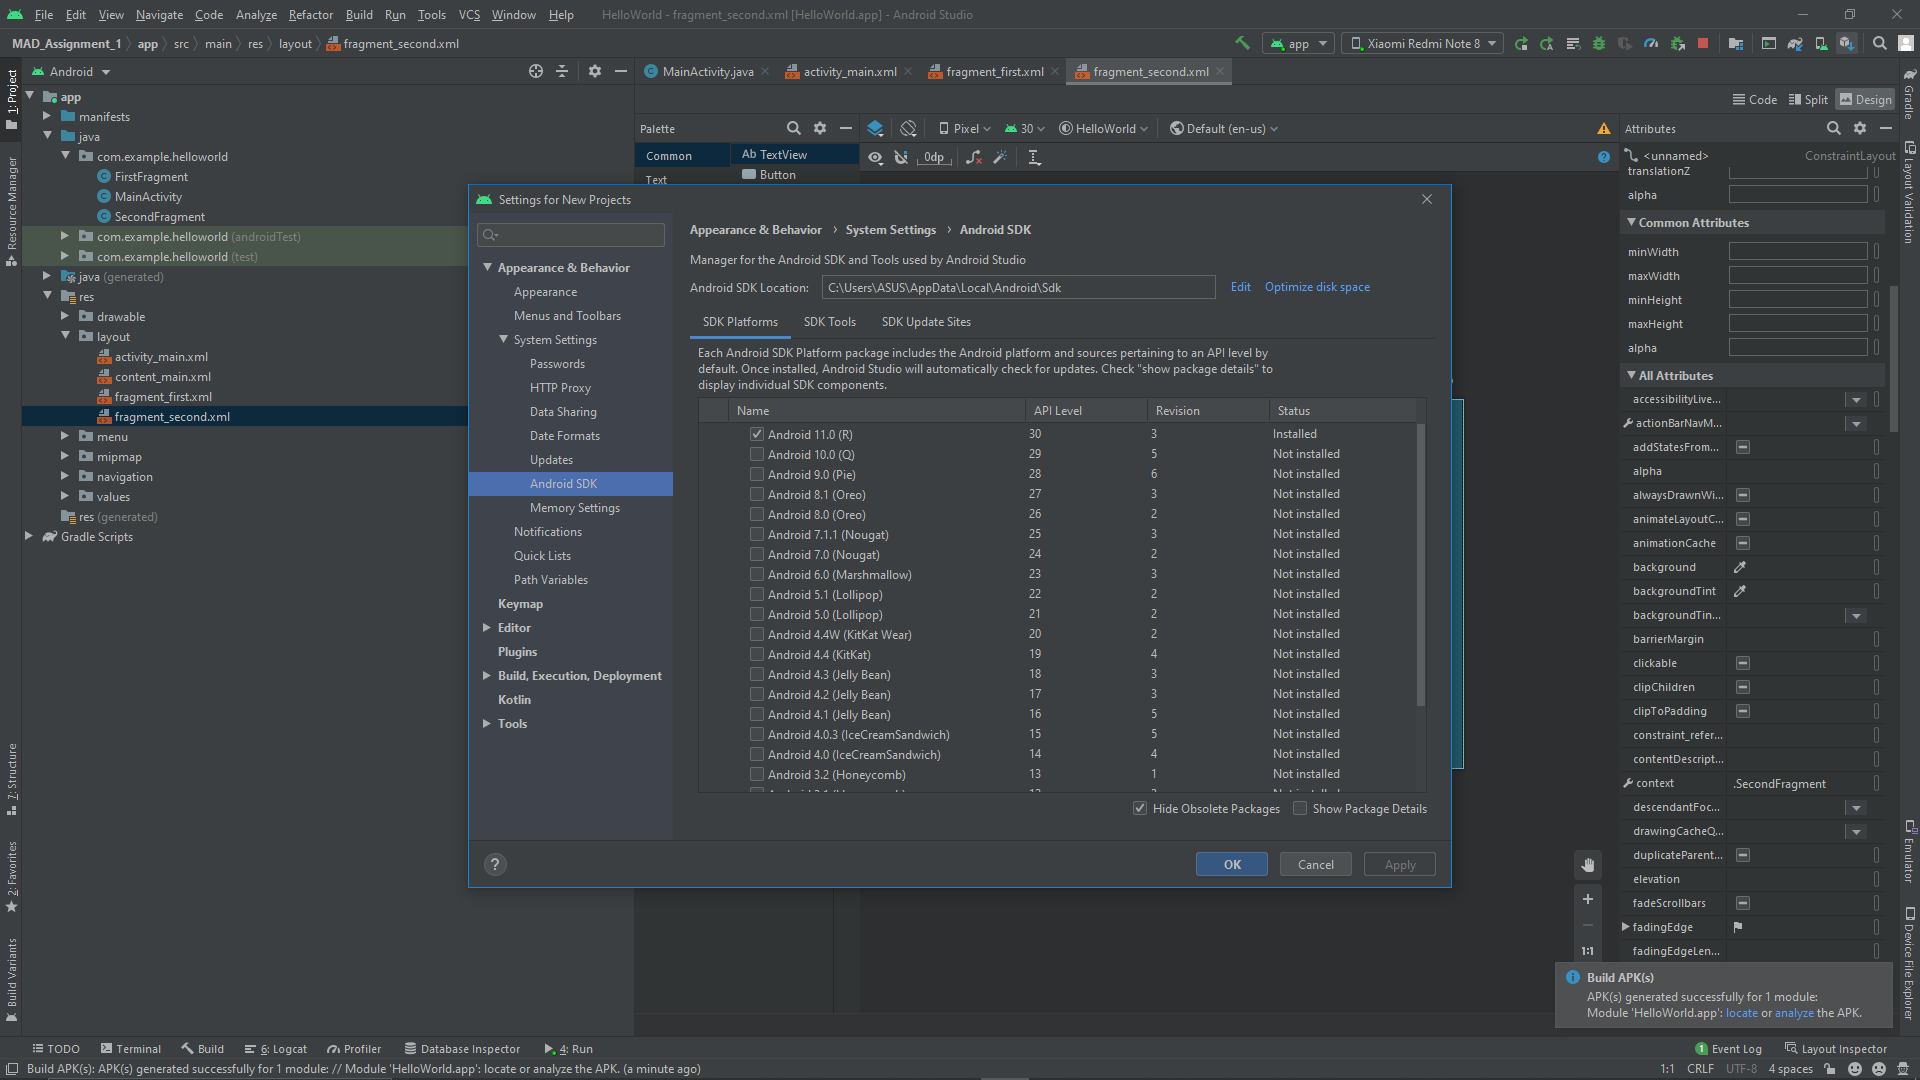 File Edit View Navigate Code Analyze Refactor Build Run Tools VCS Window Help HelloWorld - fragment_second.xml [HelloWorld.app] - Android Studio
MAD_Assignment_1 app src main res layout fragment_second.xml app Xiaomi Redmi Note 8
Android MainActivity.java activity_main.xml fragment_first.xml fragment_second.xml
Code Split Design
1: Project
Resource Manager
7: Structure
2: Favorites
Build Variants
app
manifests
java
com.example.helloworld
FirstFragment
MainActivity
SecondFragment
com.example.helloworld (androidTest)
com.example.helloworld (test)
java (generated)
res
drawable
layout
activity_main.xml
content_main.xml
fragment_first.xml
fragment_second.xml
menu
mipmap
navigation
values
res (generated)
Gradle Scripts
Palette
Common
Text
Ab TextView
Button
Pixel 30 HelloWorld Default (en-us)
0dp
Settings for New Projects
Appearance & Behavior
Appearance
Menus and Toolbars
System Settings
Passwords
HTTP Proxy
Data Sharing
Date Formats
Updates
Android SDK
Memory Settings
Notifications
Quick Lists
Path Variables
Keymap
Editor
Plugins
Build, Execution, Deployment
Kotlin
Tools
Appearance & Behavior › System Settings › Android SDK
Manager for the Android SDK and Tools used by Android Studio
Android SDK Location: C:\Users\ASUS\AppData\Local\Android\Sdk Edit Optimize disk space
SDK Platforms SDK Tools SDK Update Sites
Each Android SDK Platform package includes the Android platform and sources pertaining to an API level by
default. Once installed, Android Studio will automatically check for updates. Check "show package details" to
display individual SDK components.
Name API Level Revision Status
Android 11.0 (R) 30 3 Installed
Android 10.0 (Q) 29 5 Not installed
Android 9.0 (Pie) 28 6 Not installed
Android 8.1 (Oreo) 27 3 Not installed
Android 8.0 (Oreo) 26 2 Not installed
Android 7.1.1 (Nougat) 25 3 Not installed
Android 7.0 (Nougat) 24 2 Not installed
Android 6.0 (Marshmallow) 23 3 Not installed
Android 5.1 (Lollipop) 22 2 Not installed
Android 5.0 (Lollipop) 21 2 Not installed
Android 4.4W (KitKat Wear) 20 2 Not installed
Android 4.4 (KitKat) 19 4 Not installed
Android 4.3 (Jelly Bean) 18 3 Not installed
Android 4.2 (Jelly Bean) 17 3 Not installed
Android 4.1 (Jelly Bean) 16 5 Not installed
Android 4.0.3 (IceCreamSandwich) 15 5 Not installed
Android 4.0 (IceCreamSandwich) 14 4 Not installed
Android 3.2 (Honeycomb) 13 1 Not installed
Hide Obsolete Packages Show Package Details
? OK Cancel Apply
Attributes
<unnamed> ConstraintLayout
translationZ
alpha
Common Attributes
minWidth
maxWidth
minHeight
maxHeight
alpha
All Attributes
accessibilityLive...
actionBarNavM...
addStatesFrom...
alpha
alwaysDrawnWi...
animateLayoutC...
animationCache
background
backgroundTint
backgroundTin...
barrierMargin
clickable
clipChildren
clipToPadding
constraint_refer...
contentDescript...
context .SecondFragment
descendantFoc...
drawingCacheQ...
duplicateParent...
elevation
fadeScrollbars
fadingEdge
fadingEdgeLen...
1:1
Gradle
Layout Validation
Emulator
Device File Explorer
Build APK(s)
APK(s) generated successfully for 1 module:
Module 'HelloWorld.app': locate or analyze the APK.
TODO Terminal Build 6: Logcat Profiler Database Inspector 4: Run 1 Event Log Layout Inspector
Build APK(s): APK(s) generated successfully for 1 module: // Module 'HelloWorld.app': locate or analyze the APK. (a minute ago) 1:1 CRLF UTF-8 4 spaces